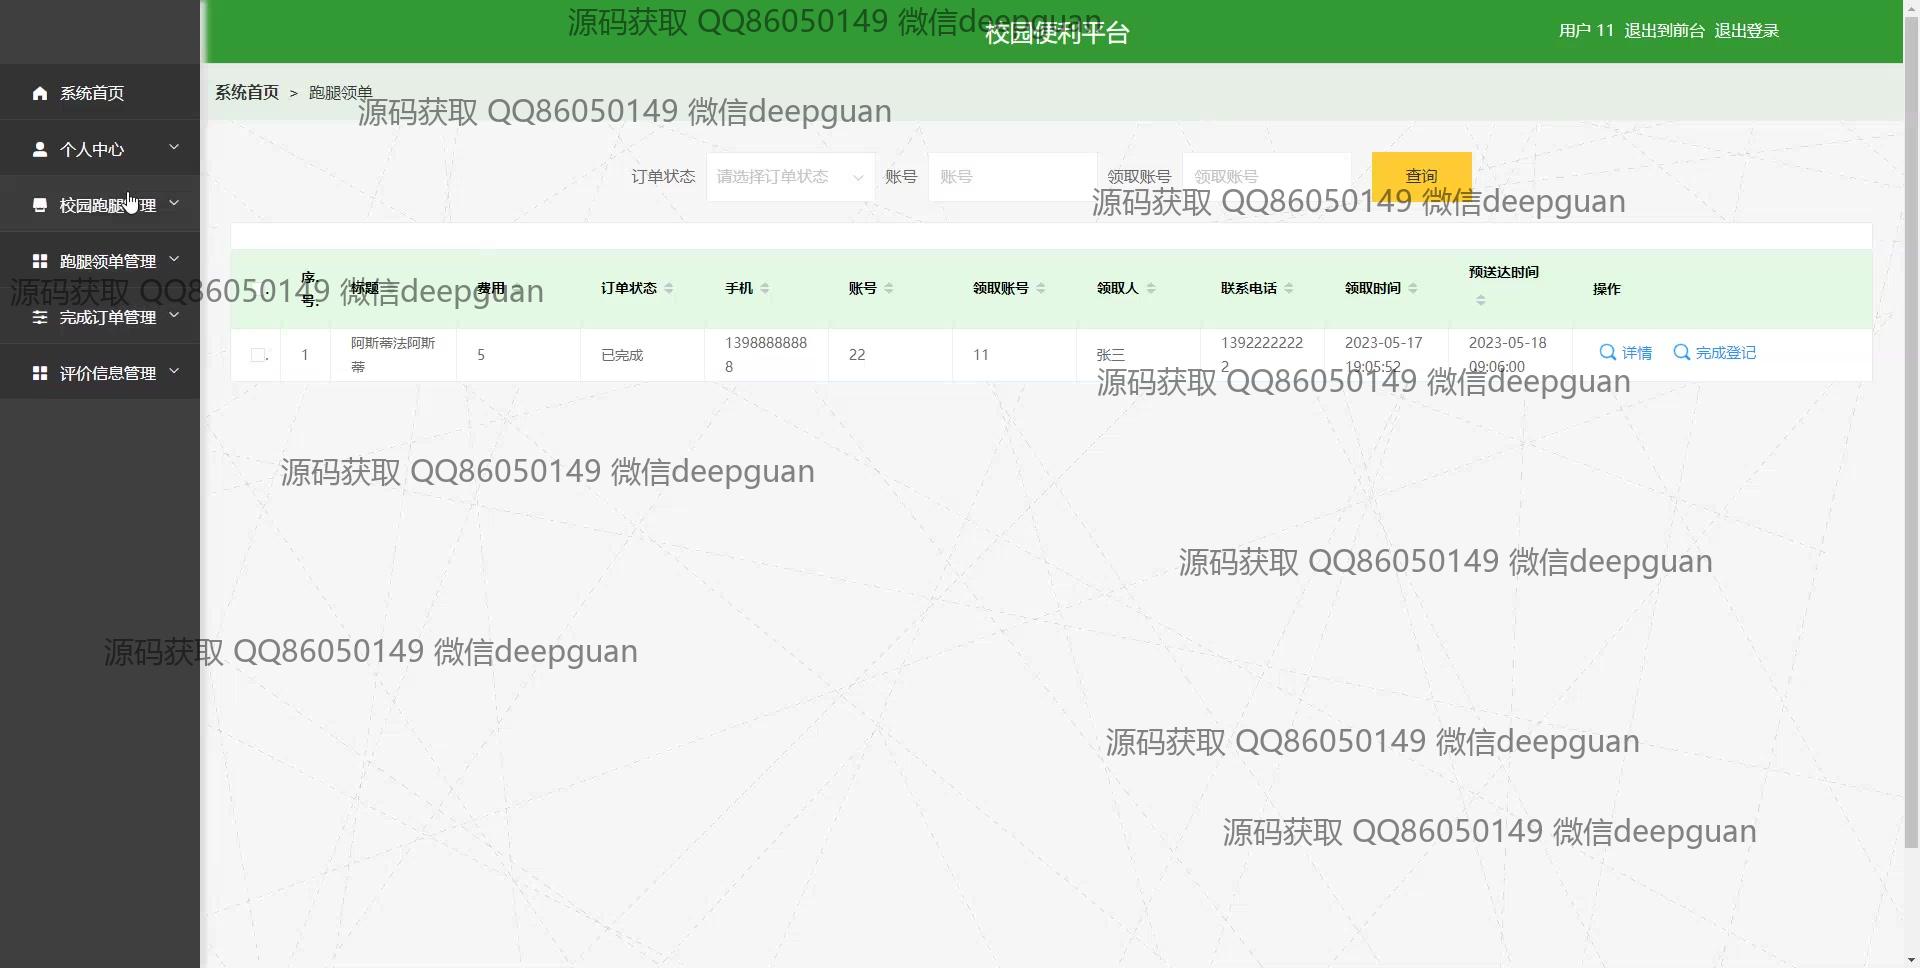 源码获取 QQ86050149 微信deepguan
校园便利平台
用户 11 退出到前台 退出登录
系统首页
个人中心
校园跑腿管理
跑腿领单管理
完成订单管理
评价信息管理
系统首页 > 跑腿领单
源码获取 QQ86050149 微信deepguan
订单状态 请选择订单状态 账号 账号 领取账号 领取账号 查询
源码获取 QQ86050149 微信deepguan
序号. 标题 费用 订单状态 手机 账号 领取账号 领取人 联系电话 领取时间 预送达时间 操作
源码获取 QQ86050149 微信deepguan
1 阿斯蒂法阿斯蒂 5 已完成 13988888888 22 11 张三 13922222222 2023-05-17 19:05:52 2023-05-18 09:06:00 详情 完成登记
源码获取 QQ86050149 微信deepguan
源码获取 QQ86050149 微信deepguan
源码获取 QQ86050149 微信deepguan
源码获取 QQ86050149 微信deepguan
源码获取 QQ86050149 微信deepguan
源码获取 QQ86050149 微信deepguan